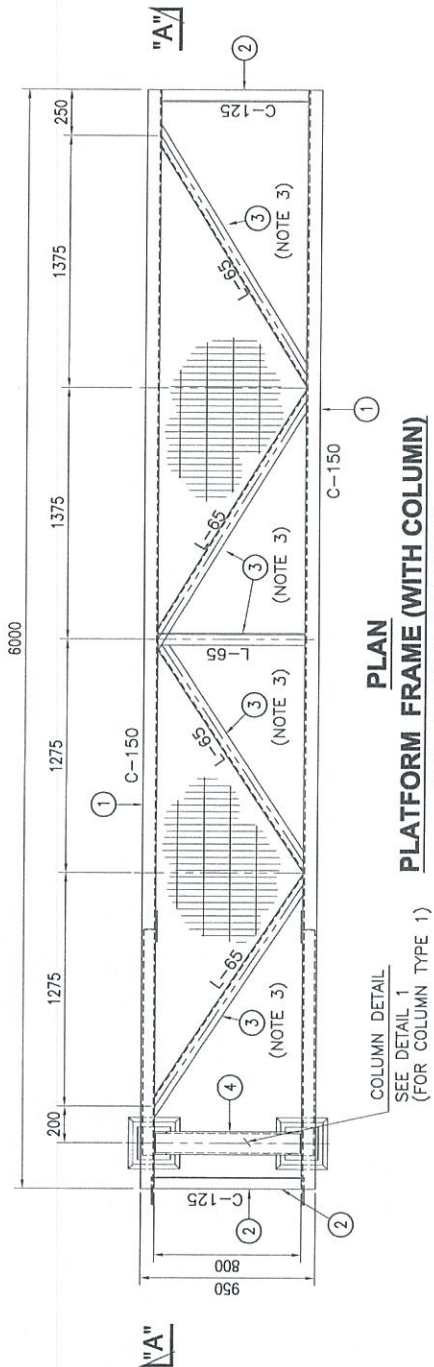 "A"
"A"
6000
200
1275
1275
1375
1375
250
1
C-150
2
C-125
L-65
3
(NOTE 3)
L-65
3
(NOTE 3)
L-65
3
(NOTE 3)
L-65
L-65
3
(NOTE 3)
4
C-125
2
2
800
950
C-150
1
COLUMN DETAIL
SEE DETAIL 1
(FOR COLUMN TYPE 1)
PLAN
PLATFORM FRAME (WITH COLUMN)